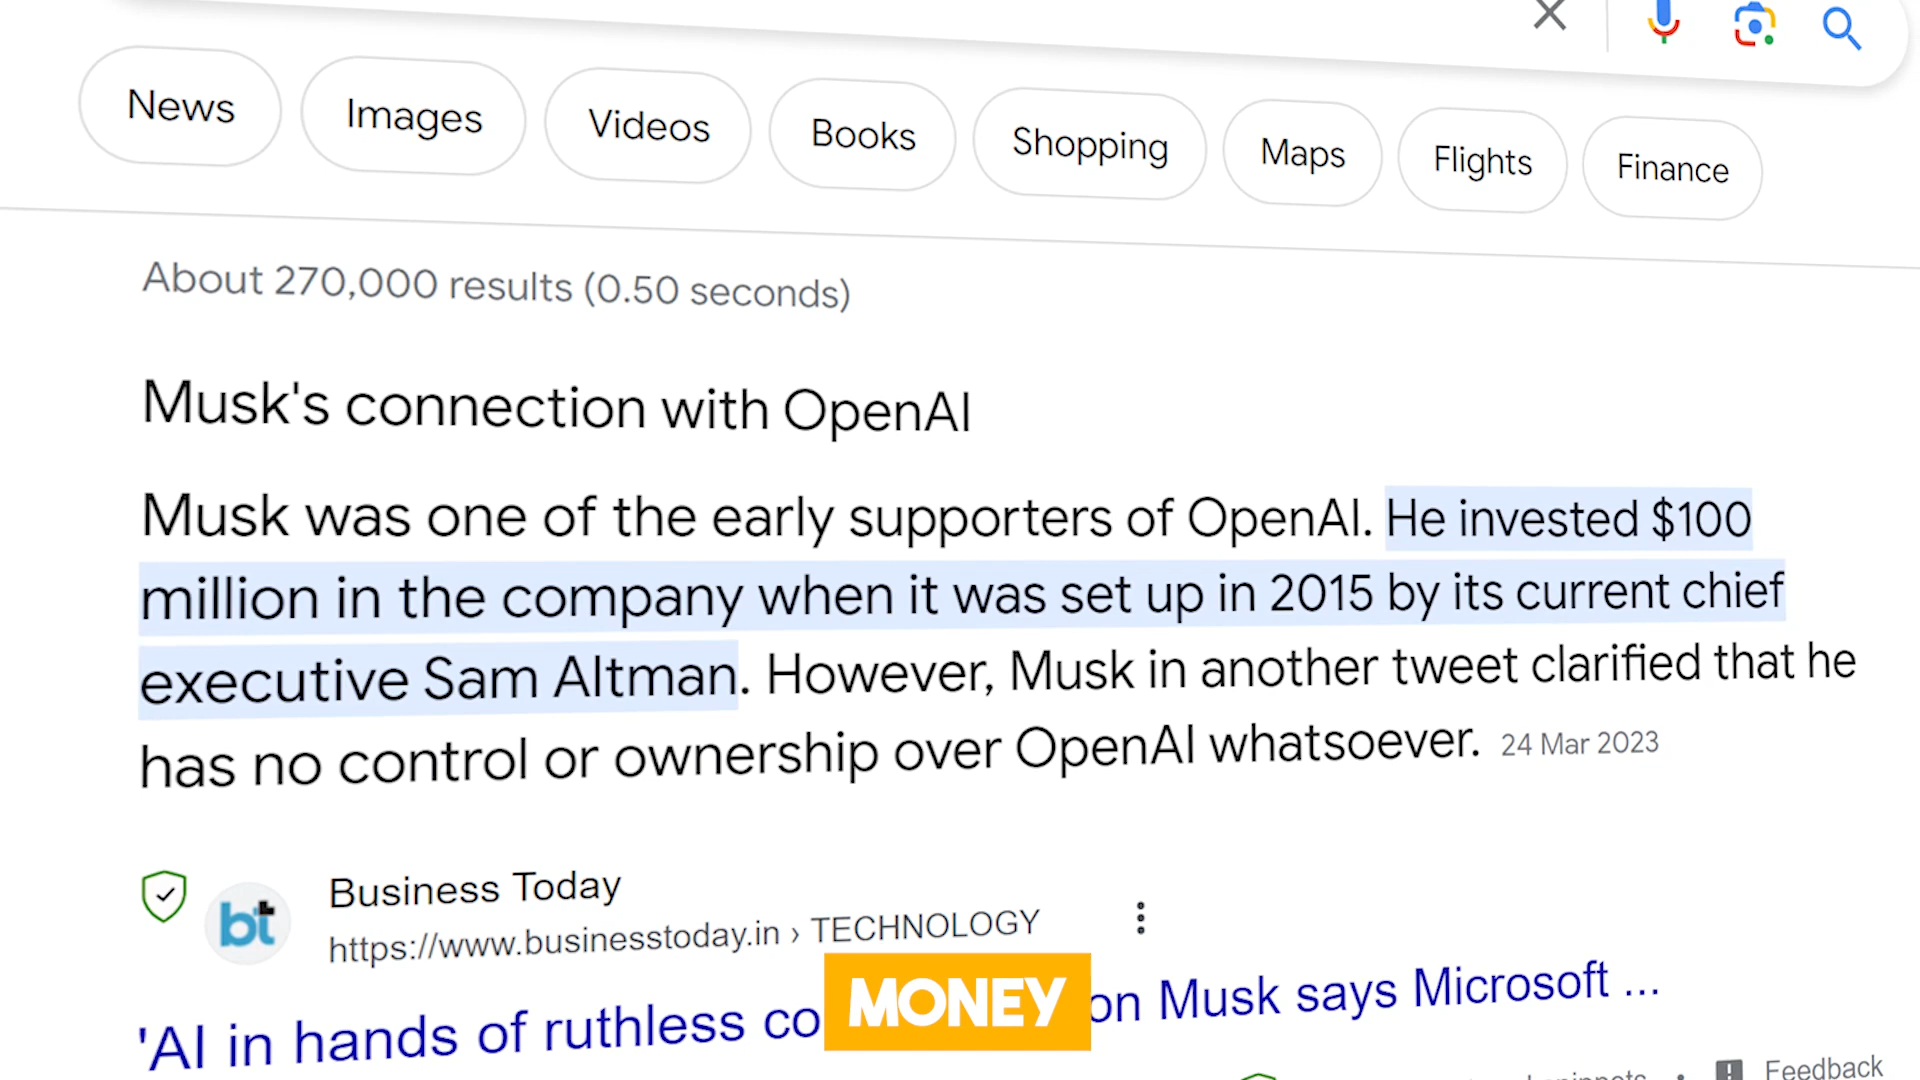 News Images Videos Books Shopping Maps Flights Finance
About 270,000 results (0.50 seconds)
Musk's connection with OpenAI
Musk was one of the early supporters of OpenAI. He invested $100
million in the company when it was set up in 2015 by its current chief
executive Sam Altman. However, Musk in another tweet clarified that he
has no control or ownership over OpenAI whatsoever. 24 Mar 2023
bt
Business Today
https://www.businesstoday.in › TECHNOLOGY
'AI in hands of ruthless co
MONEY
on Musk says Microsoft ...
Feedback